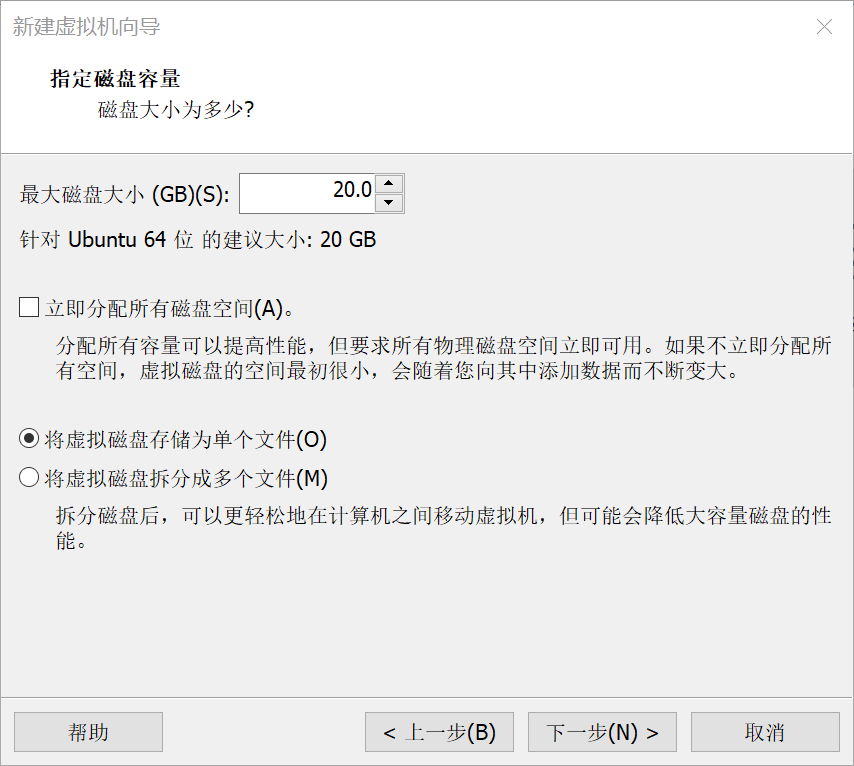 新建虚拟机向导
指定磁盘容量
磁盘大小为多少?
最大磁盘大小 (GB)(S): 20.0
针对 Ubuntu 64 位 的建议大小: 20 GB
立即分配所有磁盘空间(A)。
分配所有容量可以提高性能，但要求所有物理磁盘空间立即可用。如果不立即分配所
有空间，虚拟磁盘的空间最初很小，会随着您向其中添加数据而不断变大。
将虚拟磁盘存储为单个文件(O)
将虚拟磁盘拆分成多个文件(M)
拆分磁盘后，可以更轻松地在计算机之间移动虚拟机，但可能会降低大容量磁盘的性
能。
帮助 < 上一步(B) 下一步(N) > 取消